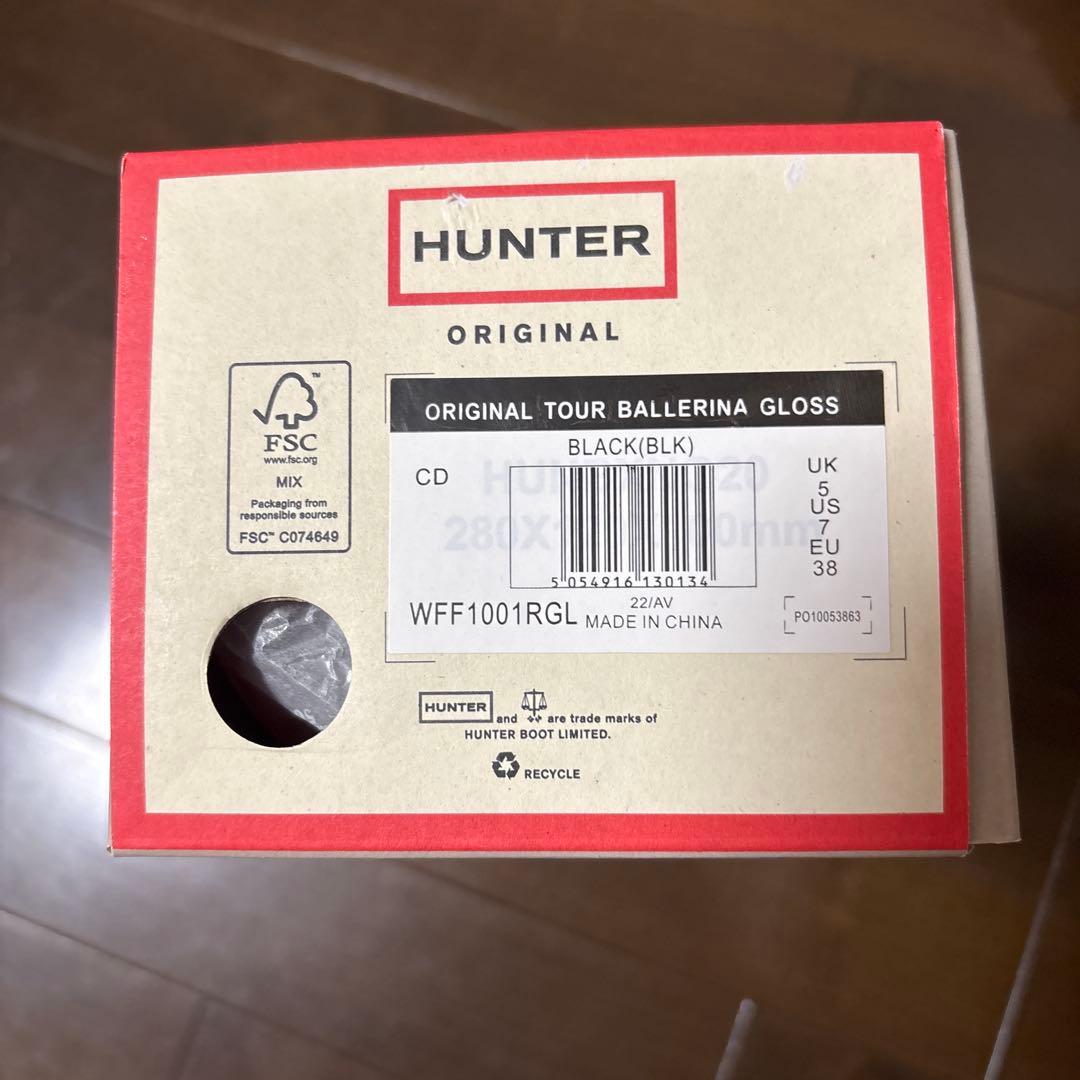 HUNTER
ORIGINAL
FSC™
www.fsc.org
MIX
Packaging from
responsible sources
FSC™ C074649
ORIGINAL TOUR BALLERINA GLOSS
BLACK(BLK)
CD
UK
5
US
7
EU
38
5 054916 130134
WFF1001RGL
22/AV
MADE IN CHINA
PO10053863
HUNTER and are trade marks of
HUNTER BOOT LIMITED.
RECYCLE